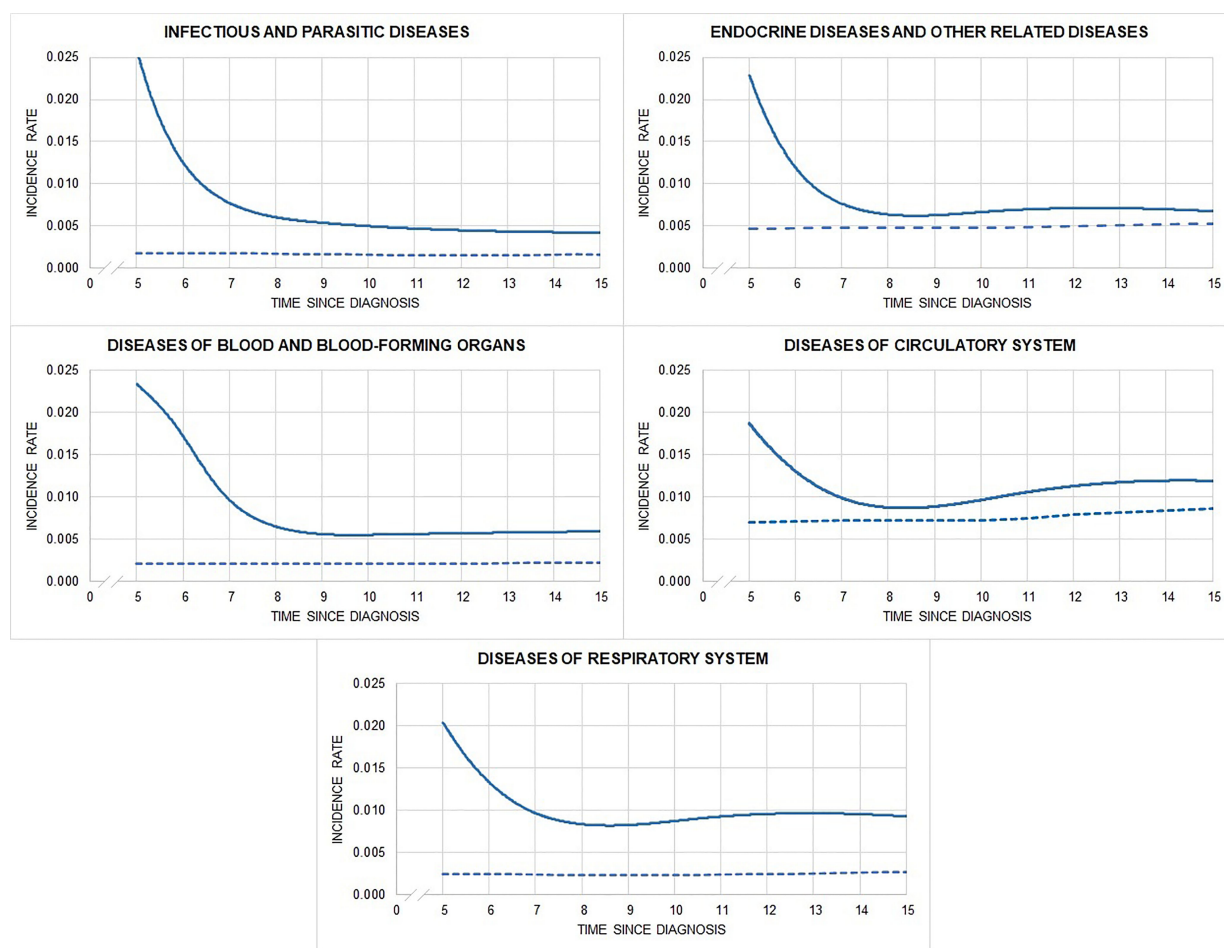 INFECTIOUS AND PARASITIC DISEASES
0.025
0.020
0.015
0.010
0.005
0.000
INCIDENCE RATE
0 5 6 7 8 9 10 11 12 13 14 15
TIME SINCE DIAGNOSIS
ENDOCRINE DISEASES AND OTHER RELATED DISEASES
0.025
0.020
0.015
0.010
0.005
0.000
INCIDENCE RATE
0 5 6 7 8 9 10 11 12 13 14 15
TIME SINCE DIAGNOSIS
DISEASES OF BLOOD AND BLOOD-FORMING ORGANS
0.025
0.020
0.015
0.010
0.005
0.000
INCIDENCE RATE
0 5 6 7 8 9 10 11 12 13 14 15
TIME SINCE DIAGNOSIS
DISEASES OF CIRCULATORY SYSTEM
0.025
0.020
0.015
0.010
0.005
0.000
INCIDENCE RATE
0 5 6 7 8 9 10 11 12 13 14 15
TIME SINCE DIAGNOSIS
DISEASES OF RESPIRATORY SYSTEM
0.025
0.020
0.015
0.010
0.005
0.000
INCIDENCE RATE
0 5 6 7 8 9 10 11 12 13 14 15
TIME SINCE DIAGNOSIS